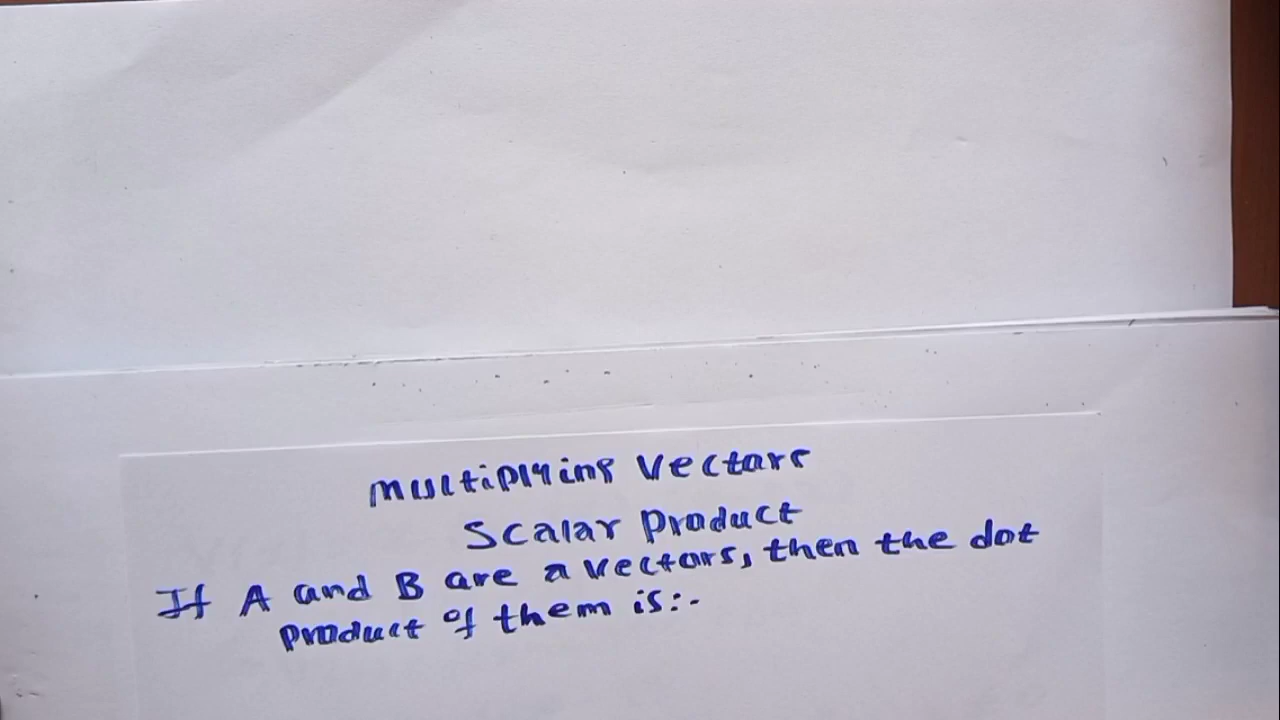 Multiplying Vectors
Scalar Product
If A and B are a vectors, then the dot
product of them is:-